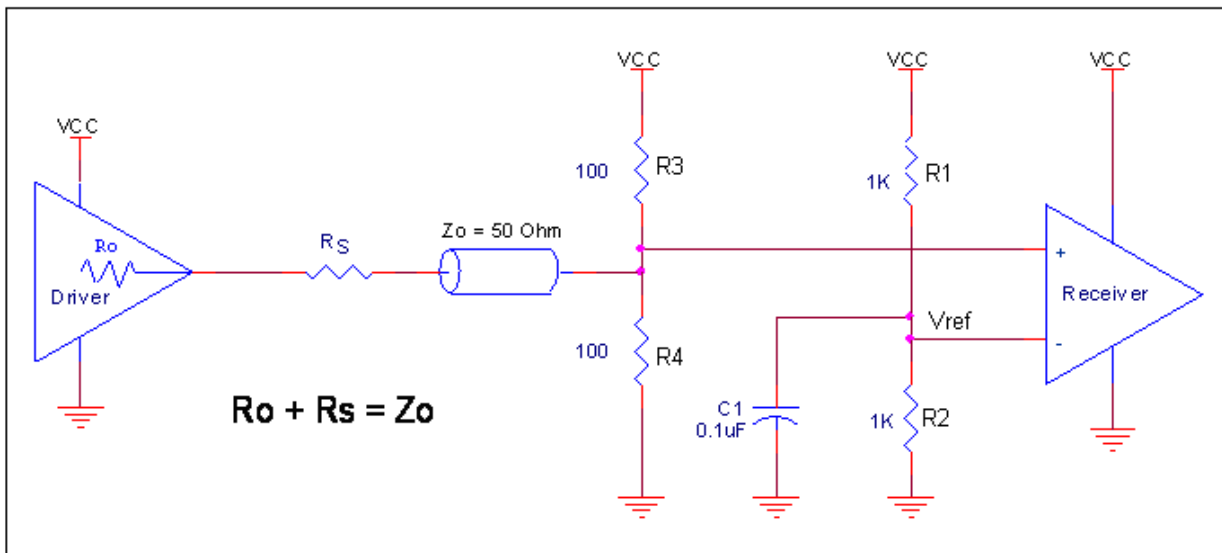 VCC
VCC
VCC
VCC
R3
100
R1
1K
Ro
Driver
RS
Zo = 50 Ohm
+
Receiver
Vref
-
100
R4
Ro + Rs = Zo
C1
0.1uF
1K
R2